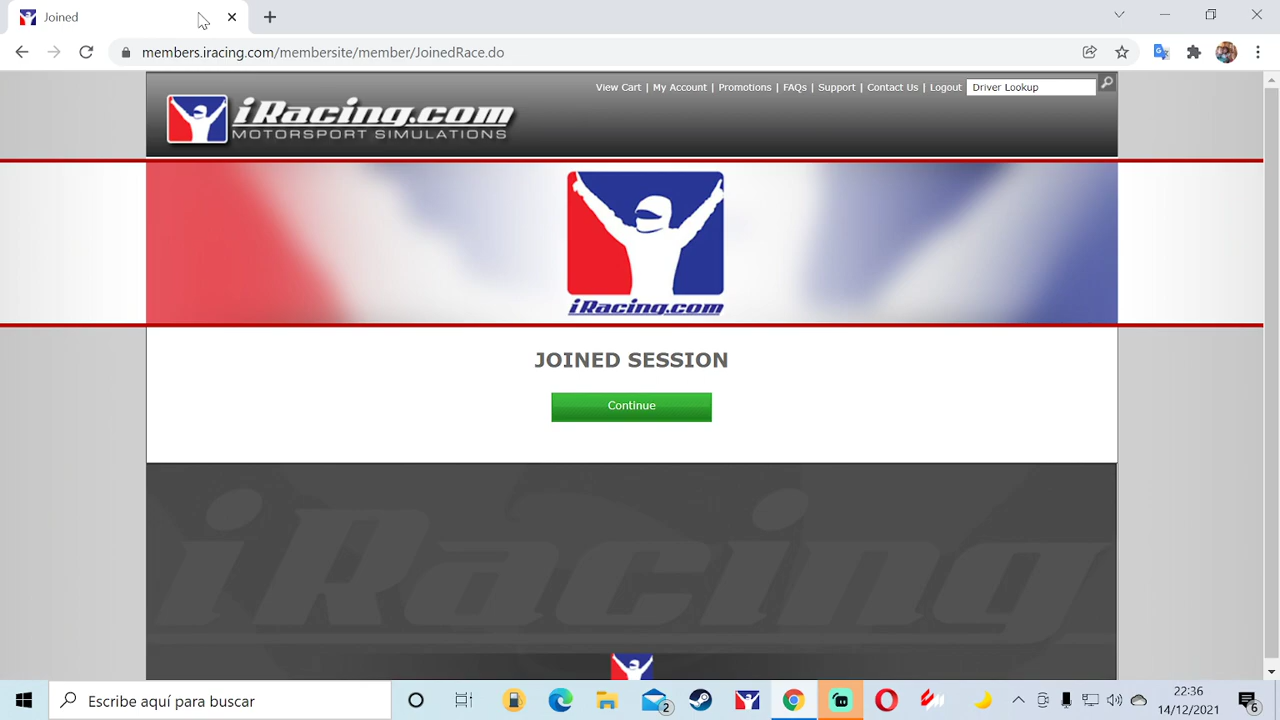 Joined
members.iracing.com/membersite/member/JoinedRace.do
View Cart | My Account | Promotions | FAQs | Support | Contact Us | Logout
Driver Lookup
iRacing.com
MOTORSPORT SIMULATIONS
iRacing.com
JOINED SESSION
Continue
iRacing
Escribe aquí para buscar
2
22:36
14/12/2021
6